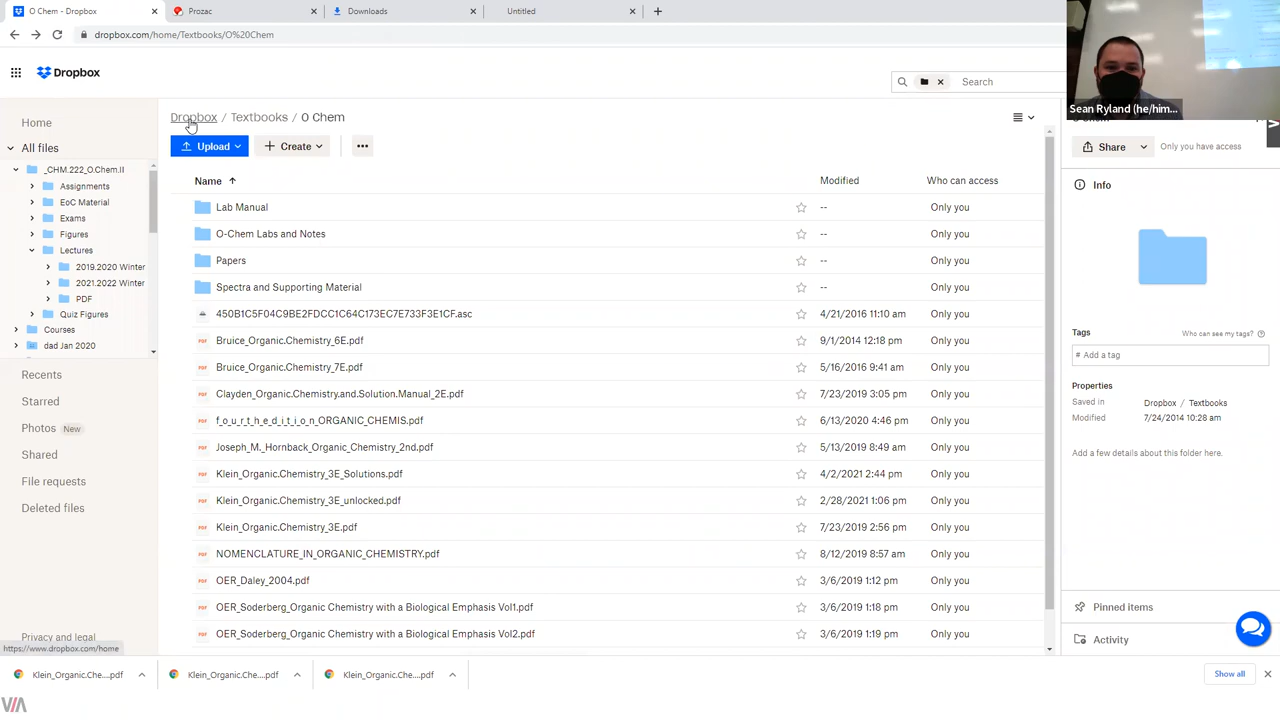 O Chem - Dropbox
Prozac
Downloads
Untitled
dropbox.com/home/Textbooks/O%20Chem
Dropbox
Search
Sean Ryland (he/him...
Dropbox / Textbooks / O Chem
Upload
Create
Share
Only you have access
Home
All files
_CHM.222_O.Chem.II
Assignments
EoC Material
Exams
Figures
Lectures
2019.2020 Winter
2021.2022 Winter
PDF
Quiz Figures
Courses
dad Jan 2020
Recents
Starred
Photos New
Shared
File requests
Deleted files
Privacy and legal
https://www.dropbox.com/home
Name Modified Who can access
Lab Manual -- Only you
O-Chem Labs and Notes -- Only you
Papers -- Only you
Spectra and Supporting Material -- Only you
450B1C5F04C9BE2FDCC1C64C173EC7E733F3E1CF.asc 4/21/2016 11:10 am Only you
Bruice_Organic.Chemistry_6E.pdf 9/1/2014 12:18 pm Only you
Bruice_Organic.Chemistry_7E.pdf 5/16/2016 9:41 am Only you
Clayden_Organic.Chemistry.and.Solution.Manual_2E.pdf 7/23/2019 3:05 pm Only you
f_o_u_r_t_h_e_d_i_t_i_o_n_ORGANIC_CHEMIS.pdf 6/13/2020 4:46 pm Only you
Joseph_M._Hornback_Organic_Chemistry_2nd.pdf 5/13/2019 8:49 am Only you
Klein_Organic.Chemistry_3E_Solutions.pdf 4/2/2021 2:44 pm Only you
Klein_Organic.Chemistry_3E_unlocked.pdf 2/28/2021 1:06 pm Only you
Klein_Organic.Chemistry_3E.pdf 7/23/2019 2:56 pm Only you
NOMENCLATURE_IN_ORGANIC_CHEMISTRY.pdf 8/12/2019 8:57 am Only you
OER_Daley_2004.pdf 3/6/2019 1:12 pm Only you
OER_Soderberg_Organic Chemistry with a Biological Emphasis Vol1.pdf 3/6/2019 1:18 pm Only you
OER_Soderberg_Organic Chemistry with a Biological Emphasis Vol2.pdf 3/6/2019 1:19 pm Only you
Info
Tags Who can see my tags?
# Add a tag
Properties
Saved in Dropbox / Textbooks
Modified 7/24/2014 10:28 am
Add a few details about this folder here.
Pinned items
Activity
Klein_Organic.Che....pdf
Klein_Organic.Che....pdf
Klein_Organic.Che....pdf
Show all
VIA